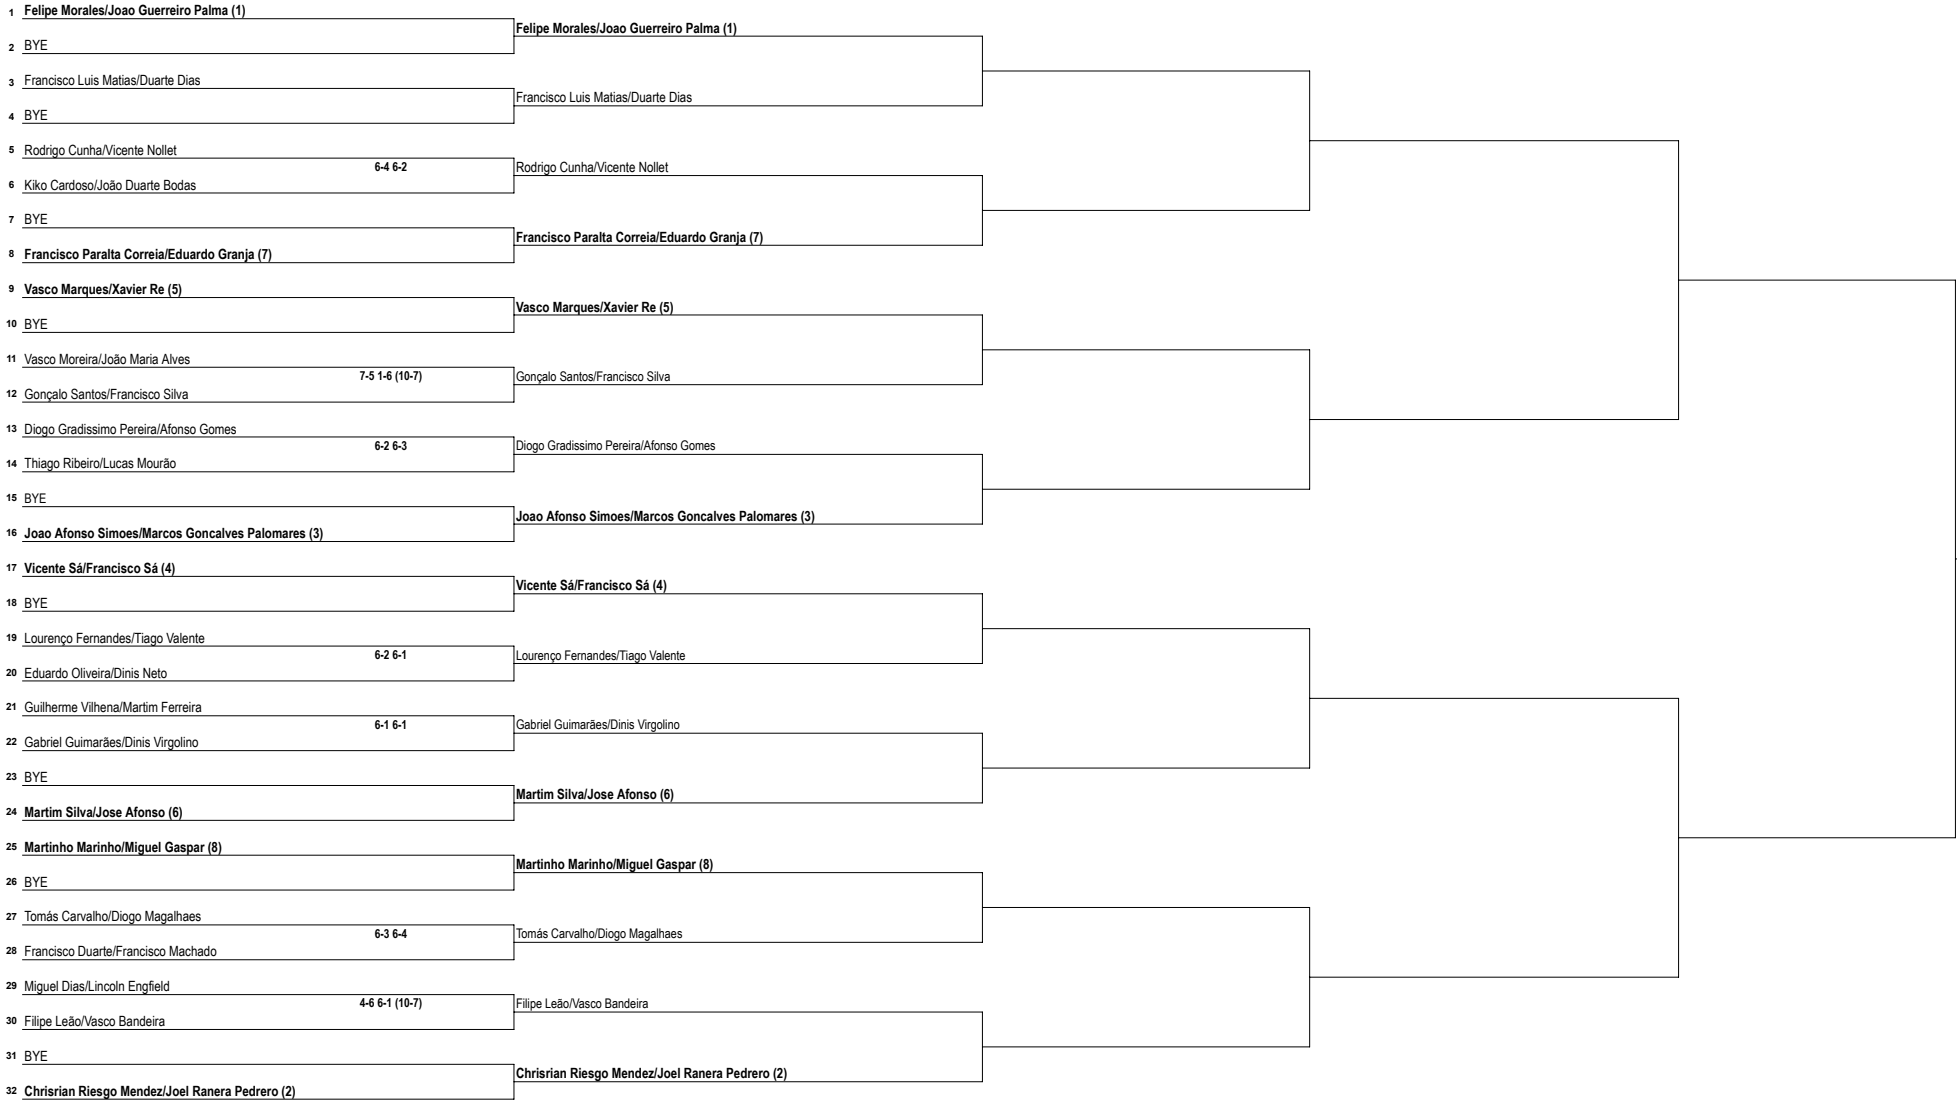 1 Felipe Morales/Joao Guerreiro Palma (1)
Felipe Morales/Joao Guerreiro Palma (1)
2 BYE
3 Francisco Luis Matias/Duarte Dias
Francisco Luis Matias/Duarte Dias
4 BYE
5 Rodrigo Cunha/Vicente Nollet
6-4 6-2 Rodrigo Cunha/Vicente Nollet
6 Kiko Cardoso/João Duarte Bodas
7 BYE
Francisco Paralta Correia/Eduardo Granja (7)
8 Francisco Paralta Correia/Eduardo Granja (7)
9 Vasco Marques/Xavier Re (5)
Vasco Marques/Xavier Re (5)
10 BYE
11 Vasco Moreira/João Maria Alves
7-5 1-6 (10-7) Gonçalo Santos/Francisco Silva
12 Gonçalo Santos/Francisco Silva
13 Diogo Gradissimo Pereira/Afonso Gomes
6-2 6-3 Diogo Gradissimo Pereira/Afonso Gomes
14 Thiago Ribeiro/Lucas Mourão
15 BYE
Joao Afonso Simoes/Marcos Goncalves Palomares (3)
16 Joao Afonso Simoes/Marcos Goncalves Palomares (3)
17 Vicente Sá/Francisco Sá (4)
Vicente Sá/Francisco Sá (4)
18 BYE
19 Lourenço Fernandes/Tiago Valente
6-2 6-1 Lourenço Fernandes/Tiago Valente
20 Eduardo Oliveira/Dinis Neto
21 Guilherme Vilhena/Martim Ferreira
6-1 6-1 Gabriel Guimarães/Dinis Virgolino
22 Gabriel Guimarães/Dinis Virgolino
23 BYE
Martim Silva/Jose Afonso (6)
24 Martim Silva/Jose Afonso (6)
25 Martinho Marinho/Miguel Gaspar (8)
Martinho Marinho/Miguel Gaspar (8)
26 BYE
27 Tomás Carvalho/Diogo Magalhaes
6-3 6-4 Tomás Carvalho/Diogo Magalhaes
28 Francisco Duarte/Francisco Machado
29 Miguel Dias/Lincoln Engfield
4-6 6-1 (10-7) Filipe Leão/Vasco Bandeira
30 Filipe Leão/Vasco Bandeira
31 BYE
Chrisrian Riesgo Mendez/Joel Ranera Pedrero (2)
32 Chrisrian Riesgo Mendez/Joel Ranera Pedrero (2)